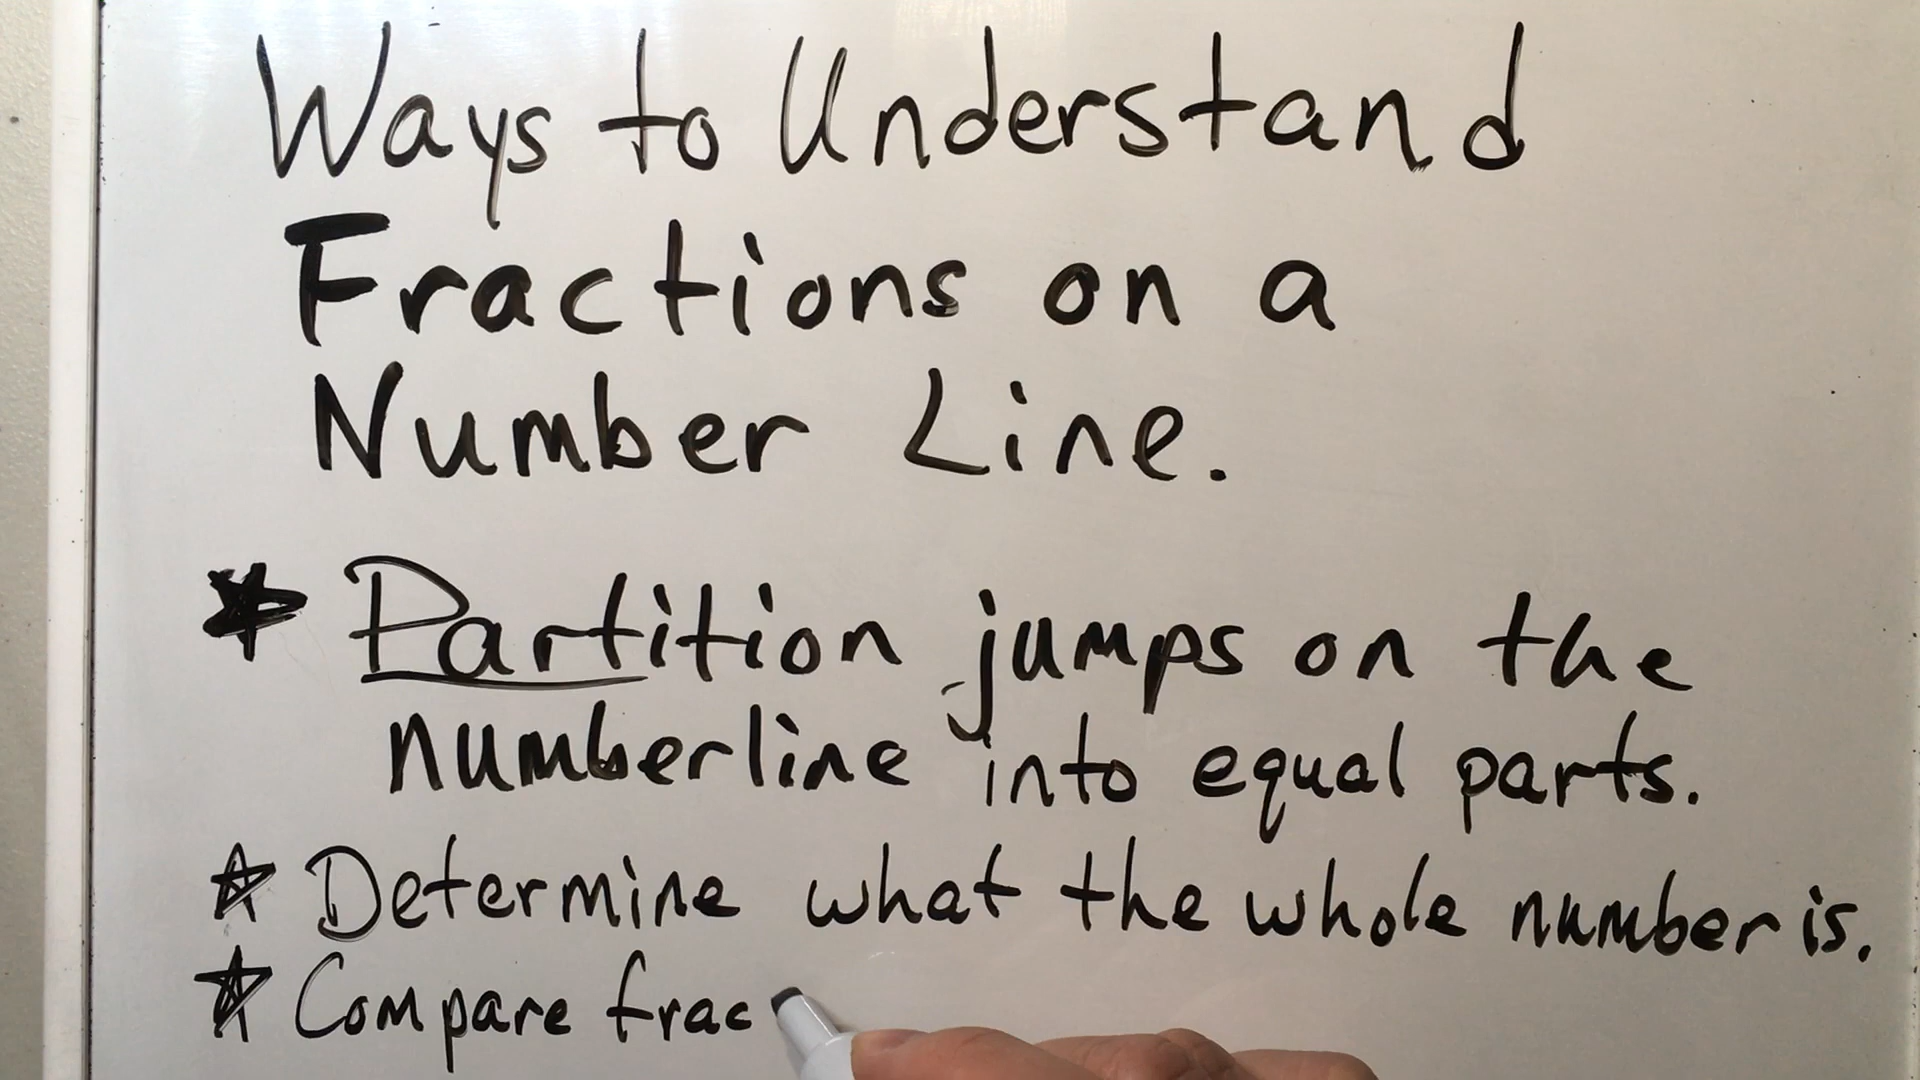 Ways to Understand
Fractions on a
Number Line.
★ Partition jumps on the
numberline into equal parts.
☆ Determine what the whole number is.
☆ Compare frac